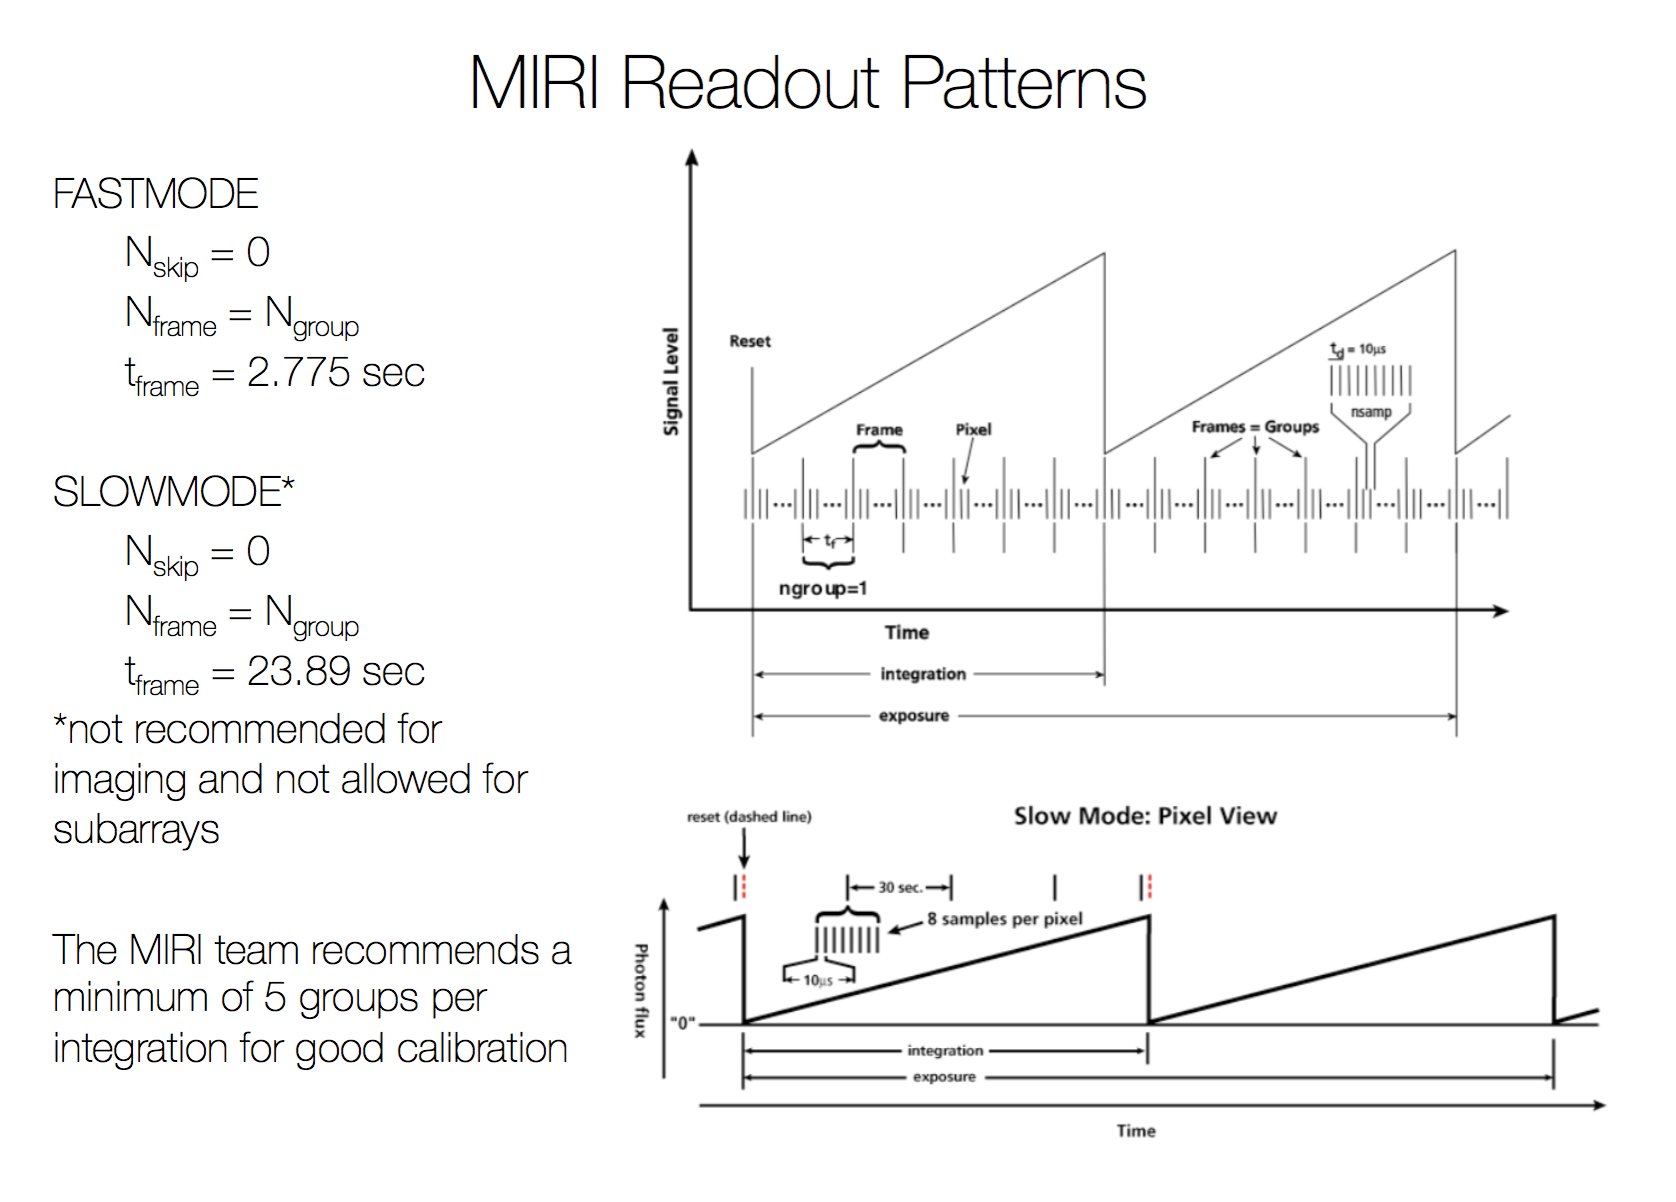 MIRI Readout Patterns
FASTMODE
Nskip = 0
Nframe = Ngroup
tframe = 2.775 sec
SLOWMODE*
Nskip = 0
Nframe = Ngroup
tframe = 23.89 sec
*not recommended for
imaging and not allowed for
subarrays
The MIRI team recommends a
minimum of 5 groups per
integration for good calibration
Signal Level
Reset
Frame
Pixel
Frames = Groups
td = 10µs
nsamp
tf
ngroup=1
Time
integration
exposure
Slow Mode: Pixel View
reset (dashed line)
30 sec.
8 samples per pixel
10µs
Photon flux
"0"
integration
exposure
Time